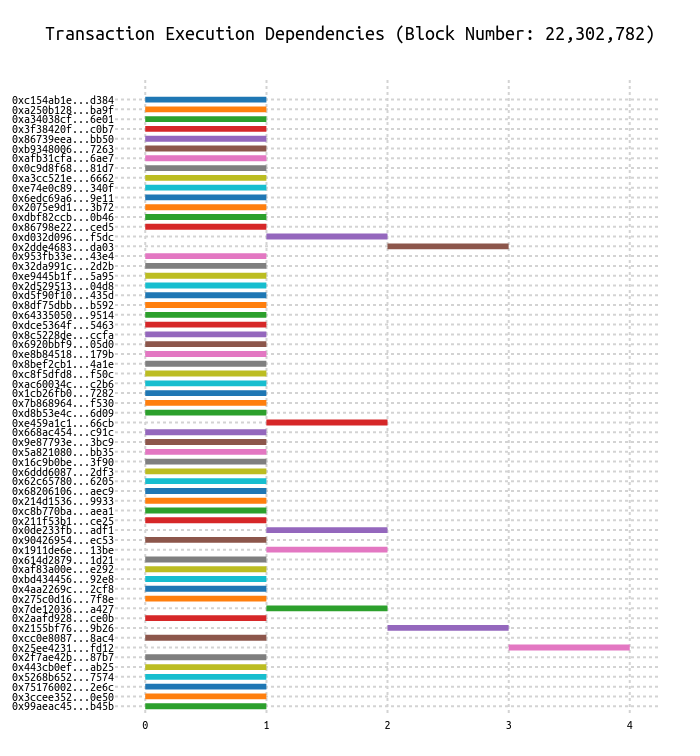 Transaction Execution Dependencies (Block Number: 22,302,782)
0xc154ab1e...d384
0xa250b128...ba9f
0xa34038cf...6e01
0x3f38420f...c0b7
0x86739eea...bb50
0xb9348006...7263
0xafb31cfa...6ae7
0x0c9d8f68...81d7
0xa3cc521e...6662
0xe74e0c89...340f
0x6edc69a6...9e11
0x2075e9d1...3b72
0xdbf82ccb...0b46
0x86798e22...ced5
0xd032d096...f5dc
0x2dde4683...da03
0x953fb33e...43e4
0x32da991c...2d2b
0xe9445b1f...5a95
0x2d529513...04d8
0xd5f90f10...435d
0x8df75dbb...b592
0x64335050...9514
0xdce5364f...5463
0x8c5228de...ccfa
0x6920bbf9...05d0
0xe8b84518...179b
0x8bef2cb1...4a1e
0xc8f5dfd8...f50c
0xac60034c...c2b6
0x1cb26fb0...7282
0x7b868964...f530
0xd8b53e4c...6d09
0xe459a1c1...66cb
0x668ac454...c91c
0x9e87793e...3bc9
0x5a821080...bb35
0x16c9b0be...3f90
0x6ddd6087...2df3
0x62c65780...6205
0x68206106...aec9
0x214d1536...9933
0xc8b770ba...aea1
0x211f53b1...ce25
0x0de233fb...adf1
0x90426954...ec53
0x1911de6e...13be
0x614d2879...1d21
0xaf83a00e...e292
0xbd434456...92e8
0x4aa2269c...2cf8
0x275c0d16...7f8e
0x7de12036...a427
0x2aafd928...ce0b
0x2155bf76...9b26
0xcc0e8087...8ac4
0x25ee4231...fd12
0x2f7ae42b...87b7
0x443cb0ef...ab25
0x5268b652...7574
0x75176002...2e6c
0x3ccee352...0e50
0x99aeac45...b45b
0 1 2 3 4